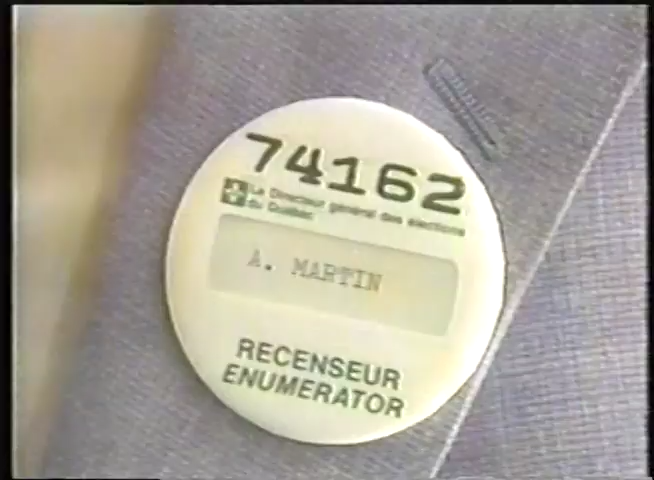 74162
Le Directeur général des élections
du Québec
A. MARTIN
RECENSEUR
ENUMERATOR